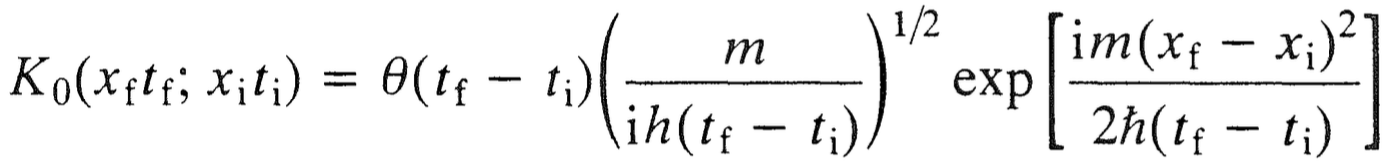 K₀(x_f t_f; x_i t_i) = θ(t_f − t_i)(m / ih(t_f − t_i))^{1/2} exp[im(x_f − x_i)² / 2ħ(t_f − t_i)]